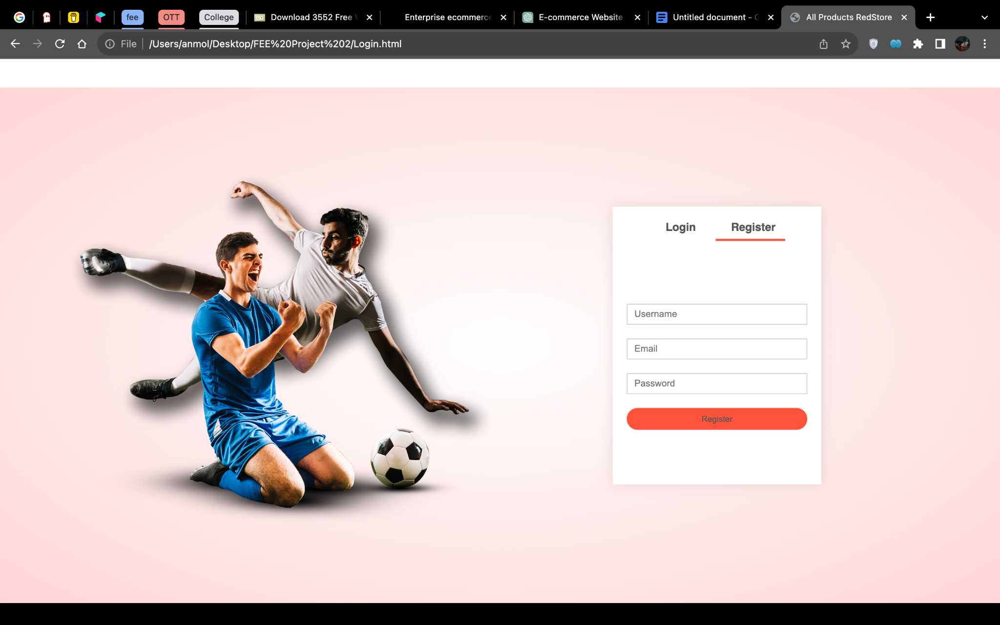 fee
OTT
College
Download 3552 Free
Enterprise ecommerce
E-commerce Website
Untitled document - G
All Products RedStore
File
/Users/anmol/Desktop/FEE%20Project%202/Login.html
Login
Register
Username
Email
Password
Register